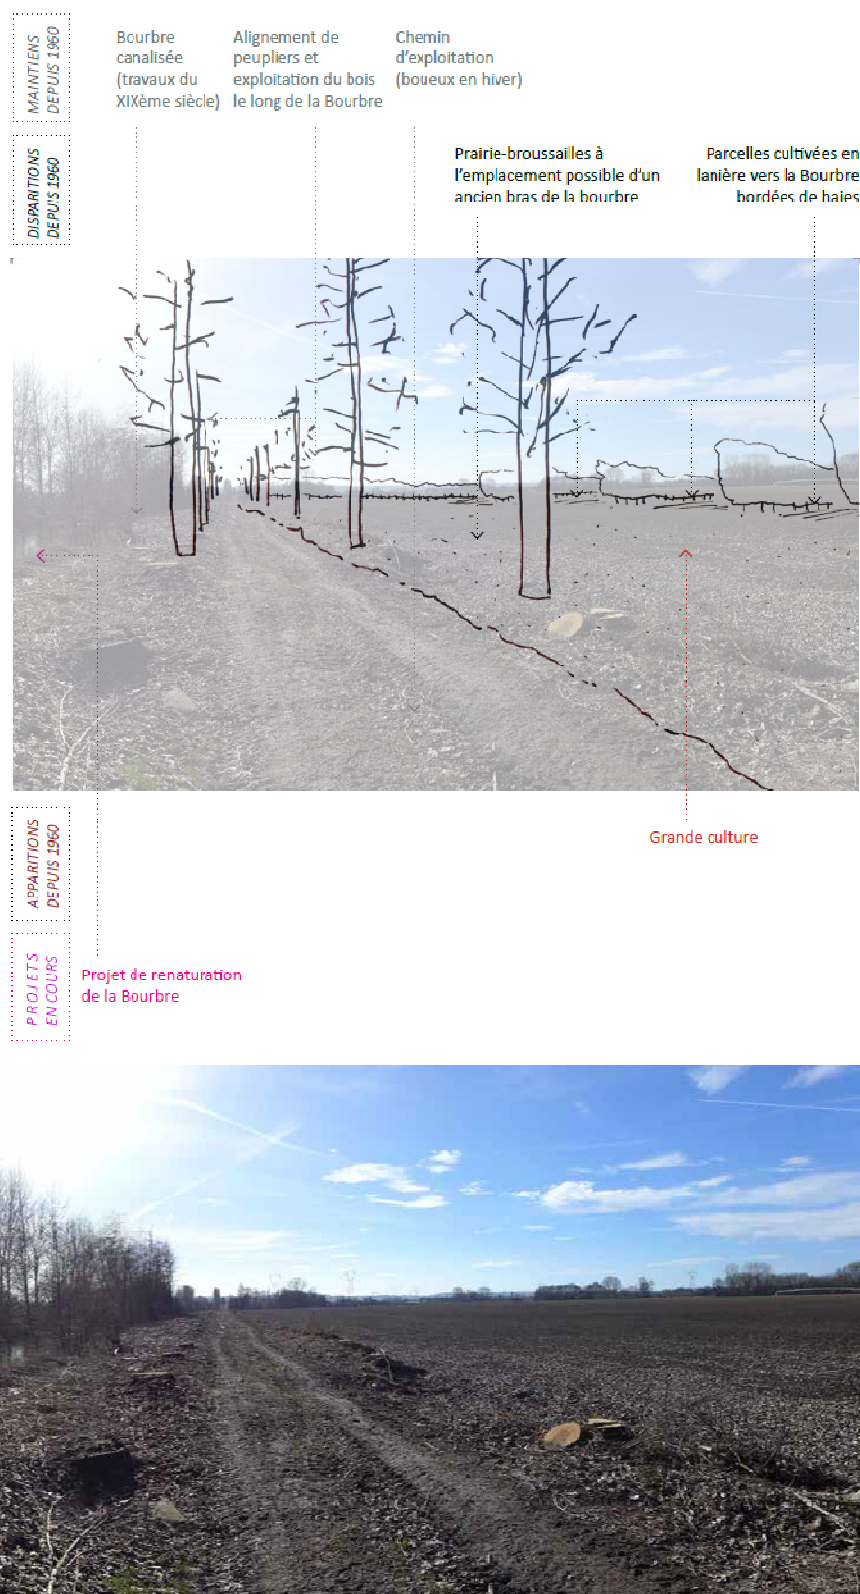 MAINTIENS
DEPUIS 1960
Bourbre
canalisée
(travaux du
XIXème siècle)
Alignement de
peupliers et
exploitation du bois
le long de la Bourbre
Chemin
d'exploitation
(boueux en hiver)
DISPARITIONS
DEPUIS 1960
Prairie-broussailles à
l'emplacement possible d'un
ancien bras de la bourbre
Parcelles cultivées en
lanière vers la Bourbre
bordées de haies
APPARITIONS
DEPUIS 1960
Grande culture
PROJETS
EN COURS
Projet de renaturation
de la Bourbre